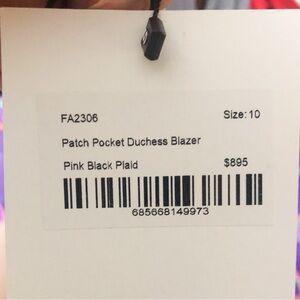 FA2306 Size: 10
Patch Pocket Duchess Blazer
Pink Black Plaid $895
685668149973